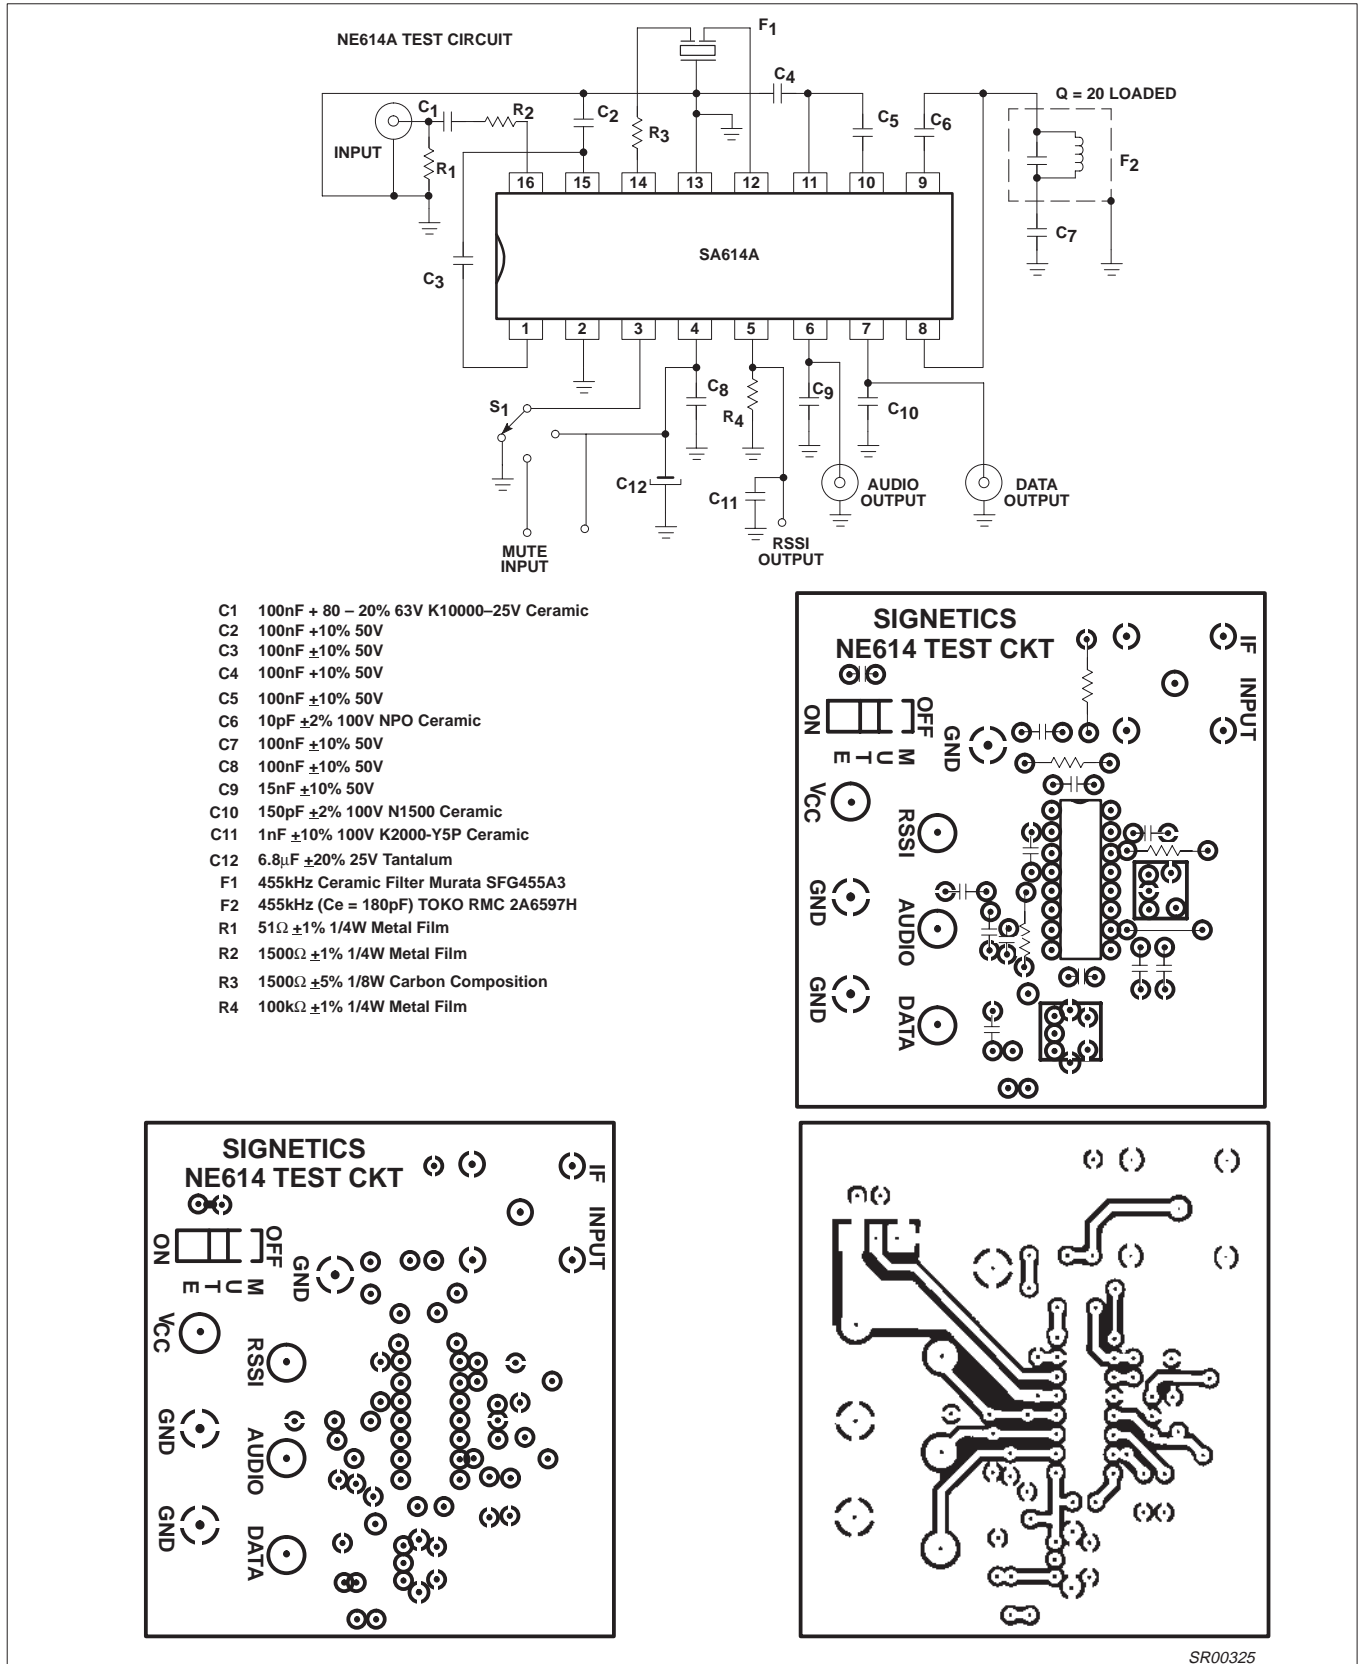 NE614A TEST CIRCUIT
F1
C4
Q = 20 LOADED
C1
R2
C2
R3
C5
C6
F2
INPUT
R1
16 15 14 13 12 11 10 9
C7
SA614A
C3
1 2 3 4 5 6 7 8
S1
C8
R4
C9
C10
C12
C11
AUDIO
OUTPUT
DATA
OUTPUT
RSSI
OUTPUT
MUTE
INPUT
C1 100nF + 80 – 20% 63V K10000–25V Ceramic
C2 100nF +10% 50V
C3 100nF ±10% 50V
C4 100nF +10% 50V
C5 100nF ±10% 50V
C6 10pF ±2% 100V NPO Ceramic
C7 100nF ±10% 50V
C8 100nF ±10% 50V
C9 15nF ±10% 50V
C10 150pF ±2% 100V N1500 Ceramic
C11 1nF ±10% 100V K2000-Y5P Ceramic
C12 6.8µF ±20% 25V Tantalum
F1 455kHz Ceramic Filter Murata SFG455A3
F2 455kHz (Ce = 180pF) TOKO RMC 2A6597H
R1 51Ω ±1% 1/4W Metal Film
R2 1500Ω ±1% 1/4W Metal Film
R3 1500Ω ±5% 1/8W Carbon Composition
R4 100kΩ ±1% 1/4W Metal Film
SIGNETICS
NE614 TEST CKT
IF INPUT
ON
OFF
MUTE
GND
VCC
RSSI
GND
AUDIO
GND
DATA
SIGNETICS
NE614 TEST CKT
IF INPUT
ON
OFF
MUTE
GND
VCC
RSSI
GND
AUDIO
GND
DATA
SR00325